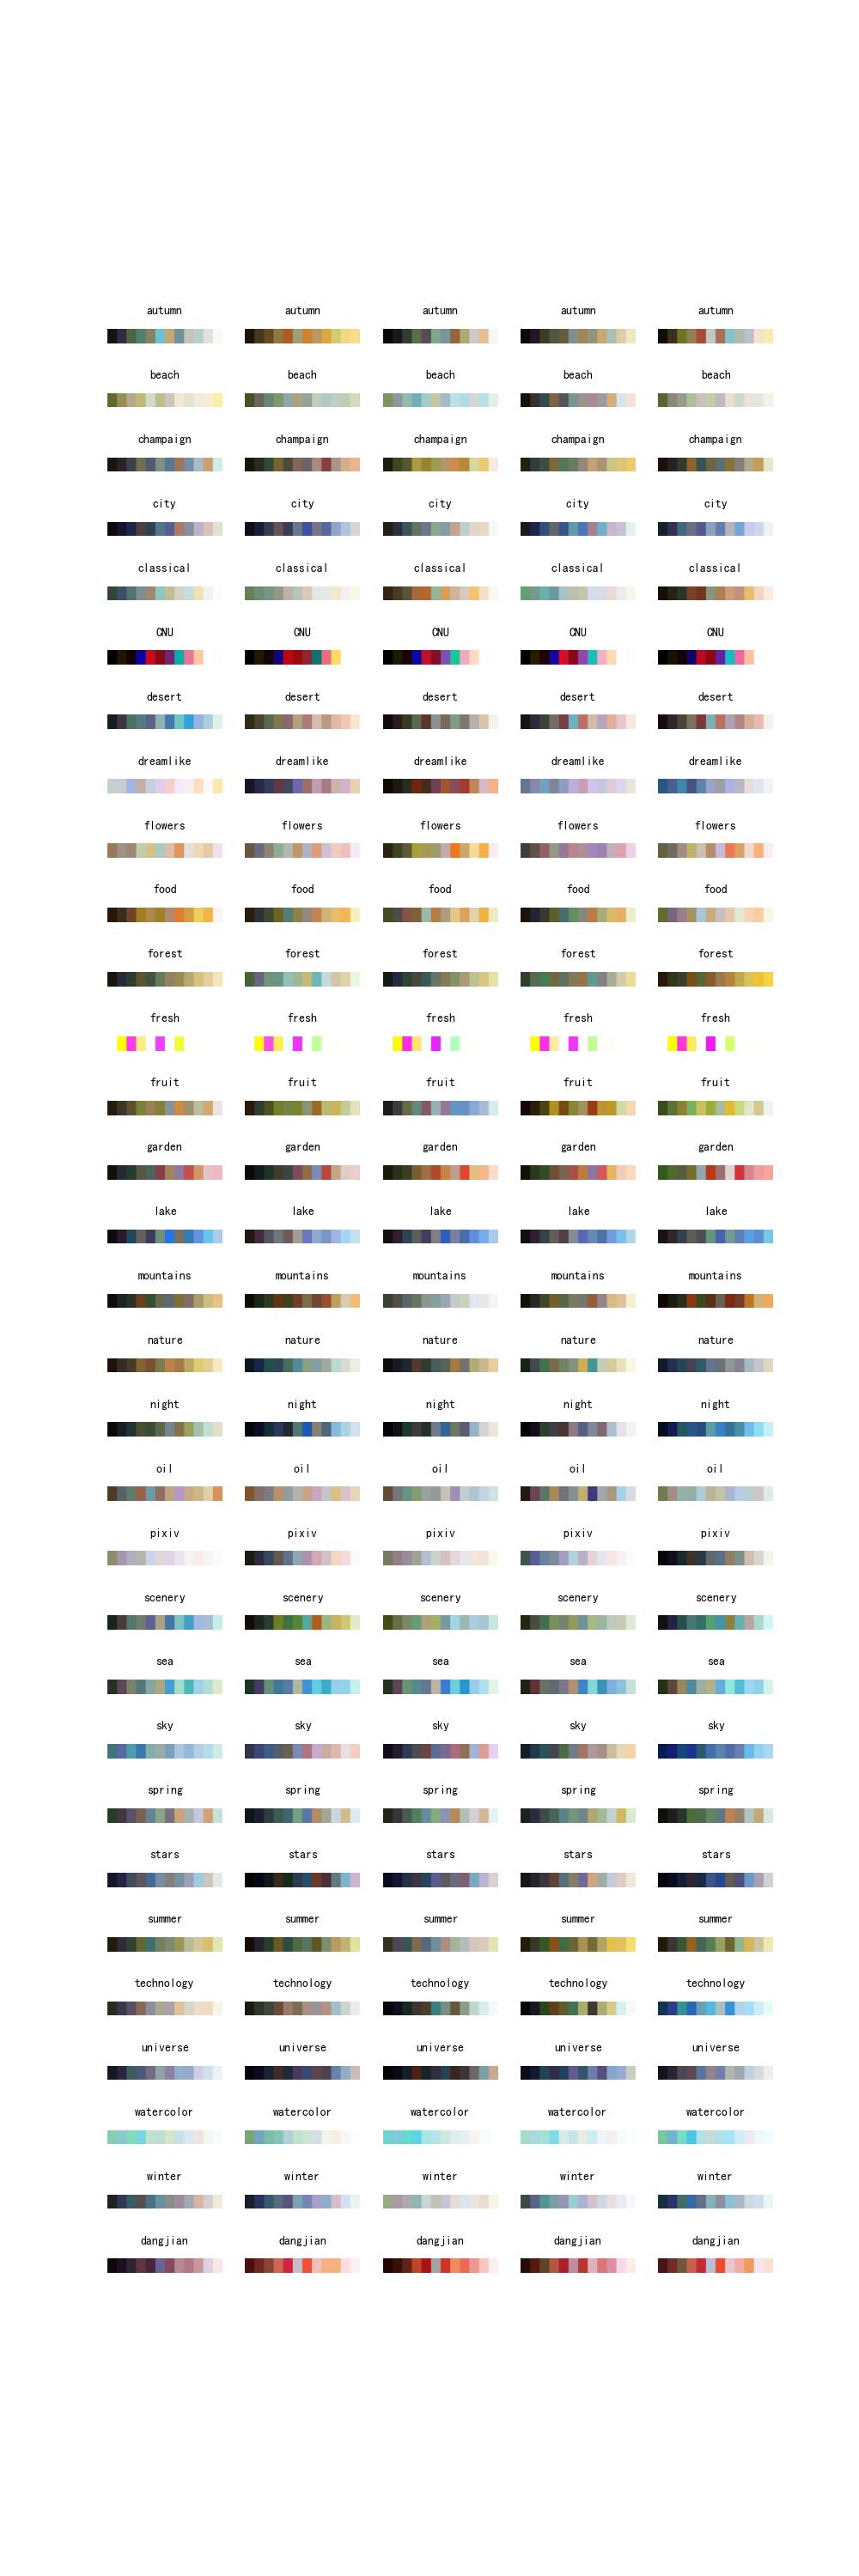 autumn autumn autumn autumn autumn
beach beach beach beach beach
champaign champaign champaign champaign champaign
city city city city city
classical classical classical classical classical
CNU CNU CNU CNU CNU
desert desert desert desert desert
dreamlike dreamlike dreamlike dreamlike dreamlike
flowers flowers flowers flowers flowers
food food food food food
forest forest forest forest forest
fresh fresh fresh fresh fresh
fruit fruit fruit fruit fruit
garden garden garden garden garden
lake lake lake lake lake
mountains mountains mountains mountains mountains
nature nature nature nature nature
night night night night night
oil oil oil oil oil
pixiv pixiv pixiv pixiv pixiv
scenery scenery scenery scenery scenery
sea sea sea sea sea
sky sky sky sky sky
spring spring spring spring spring
stars stars stars stars stars
summer summer summer summer summer
technology technology technology technology technology
universe universe universe universe universe
watercolor watercolor watercolor watercolor watercolor
winter winter winter winter winter
dangjian dangjian dangjian dangjian dangjian